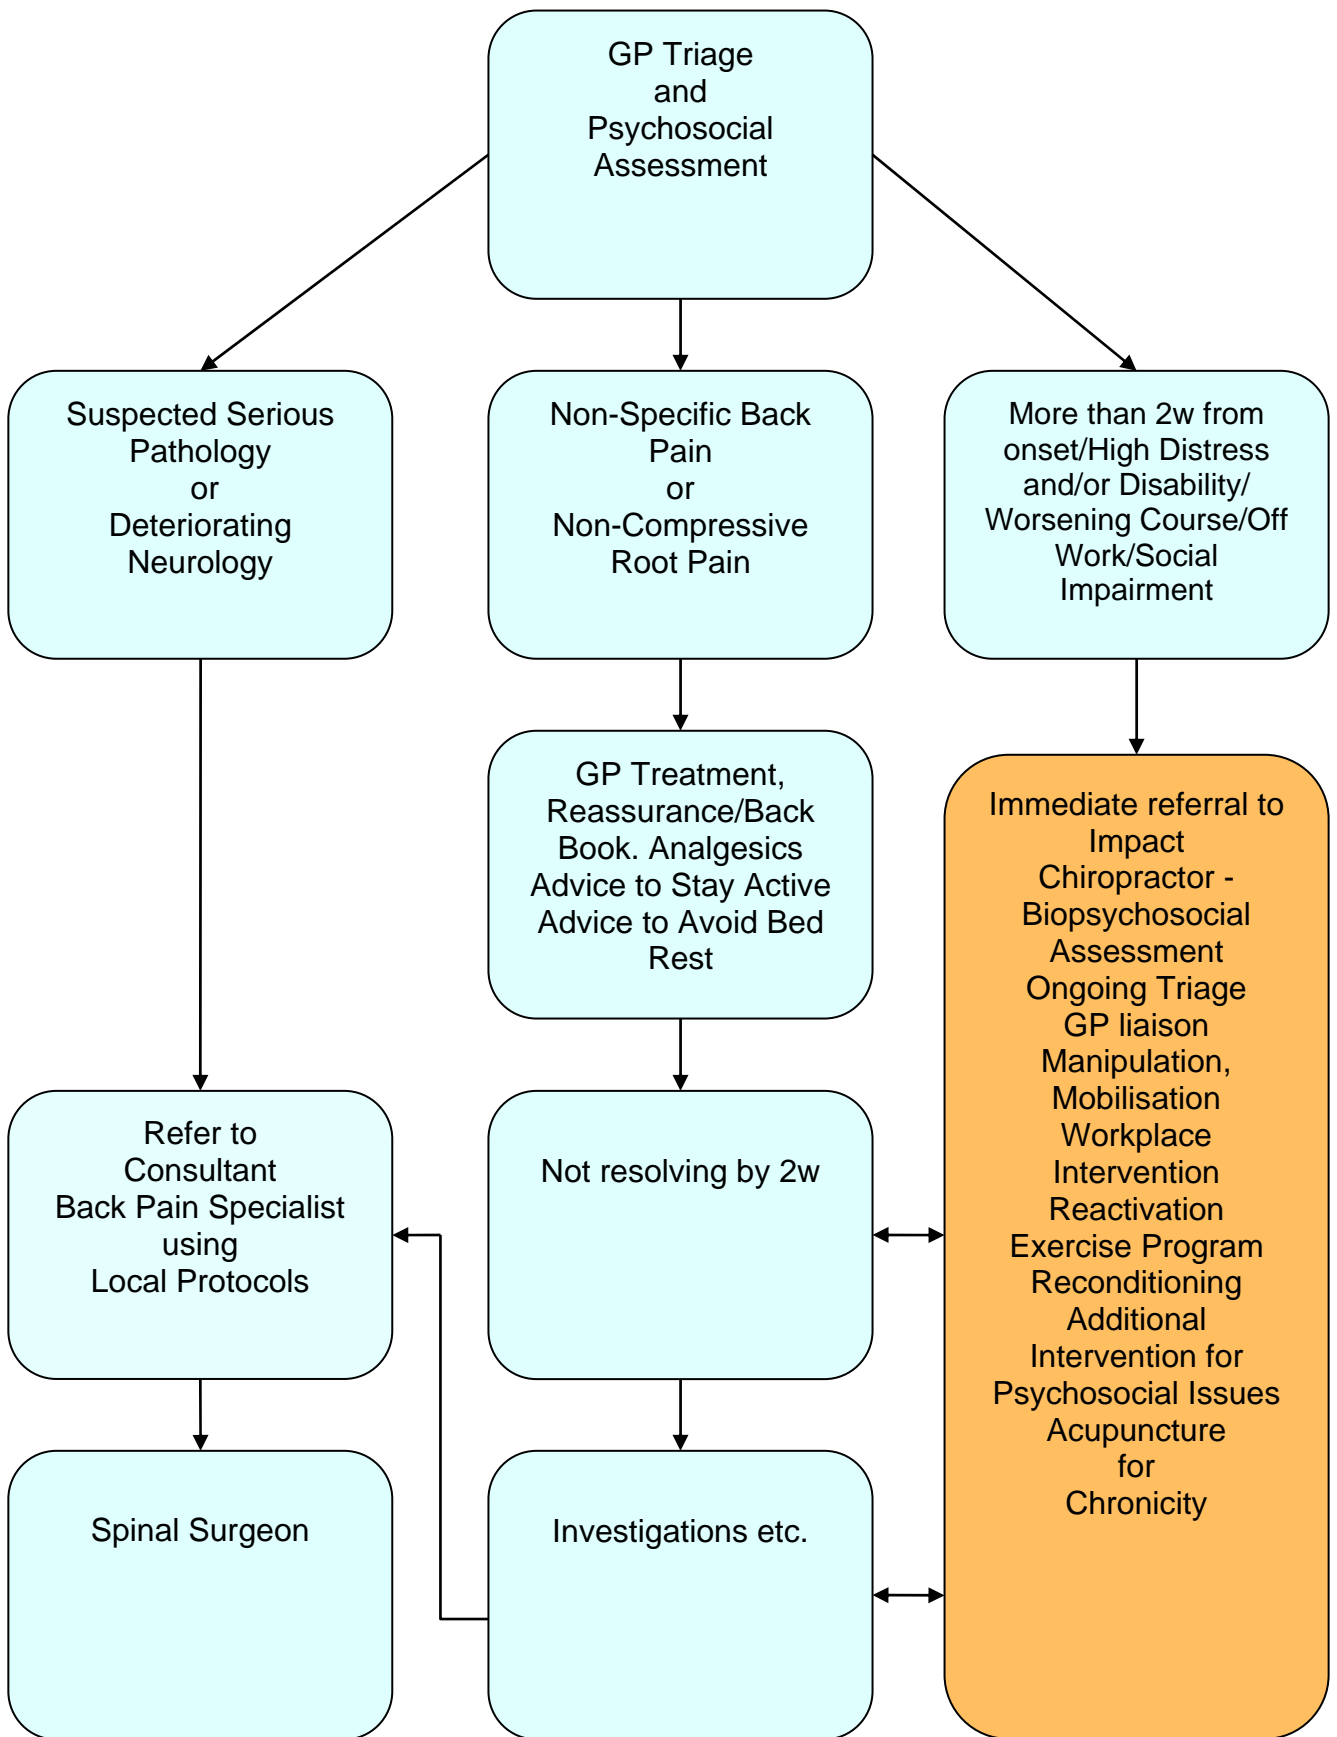 GP Triage
and
Psychosocial
Assessment
Suspected Serious
Pathology
or
Deteriorating
Neurology
Non-Specific Back
Pain
or
Non-Compressive
Root Pain
More than 2w from
onset/High Distress
and/or Disability/
Worsening Course/Off
Work/Social
Impairment
GP Treatment,
Reassurance/Back
Book. Analgesics
Advice to Stay Active
Advice to Avoid Bed
Rest
Immediate referral to
Impact
Chiropractor -
Biopsychosocial
Assessment
Ongoing Triage
GP liaison
Manipulation,
Mobilisation
Workplace
Intervention
Reactivation
Exercise Program
Reconditioning
Additional
Intervention for
Psychosocial Issues
Acupuncture
for
Chronicity
Refer to
Consultant
Back Pain Specialist
using
Local Protocols
Not resolving by 2w
Spinal Surgeon
Investigations etc.